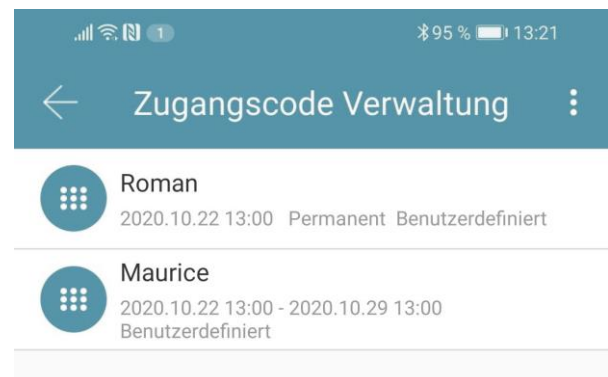 1 95 % 13:21
Zugangscode Verwaltung
Roman
2020.10.22 13:00 Permanent Benutzerdefiniert
Maurice
2020.10.22 13:00 - 2020.10.29 13:00
Benutzerdefiniert